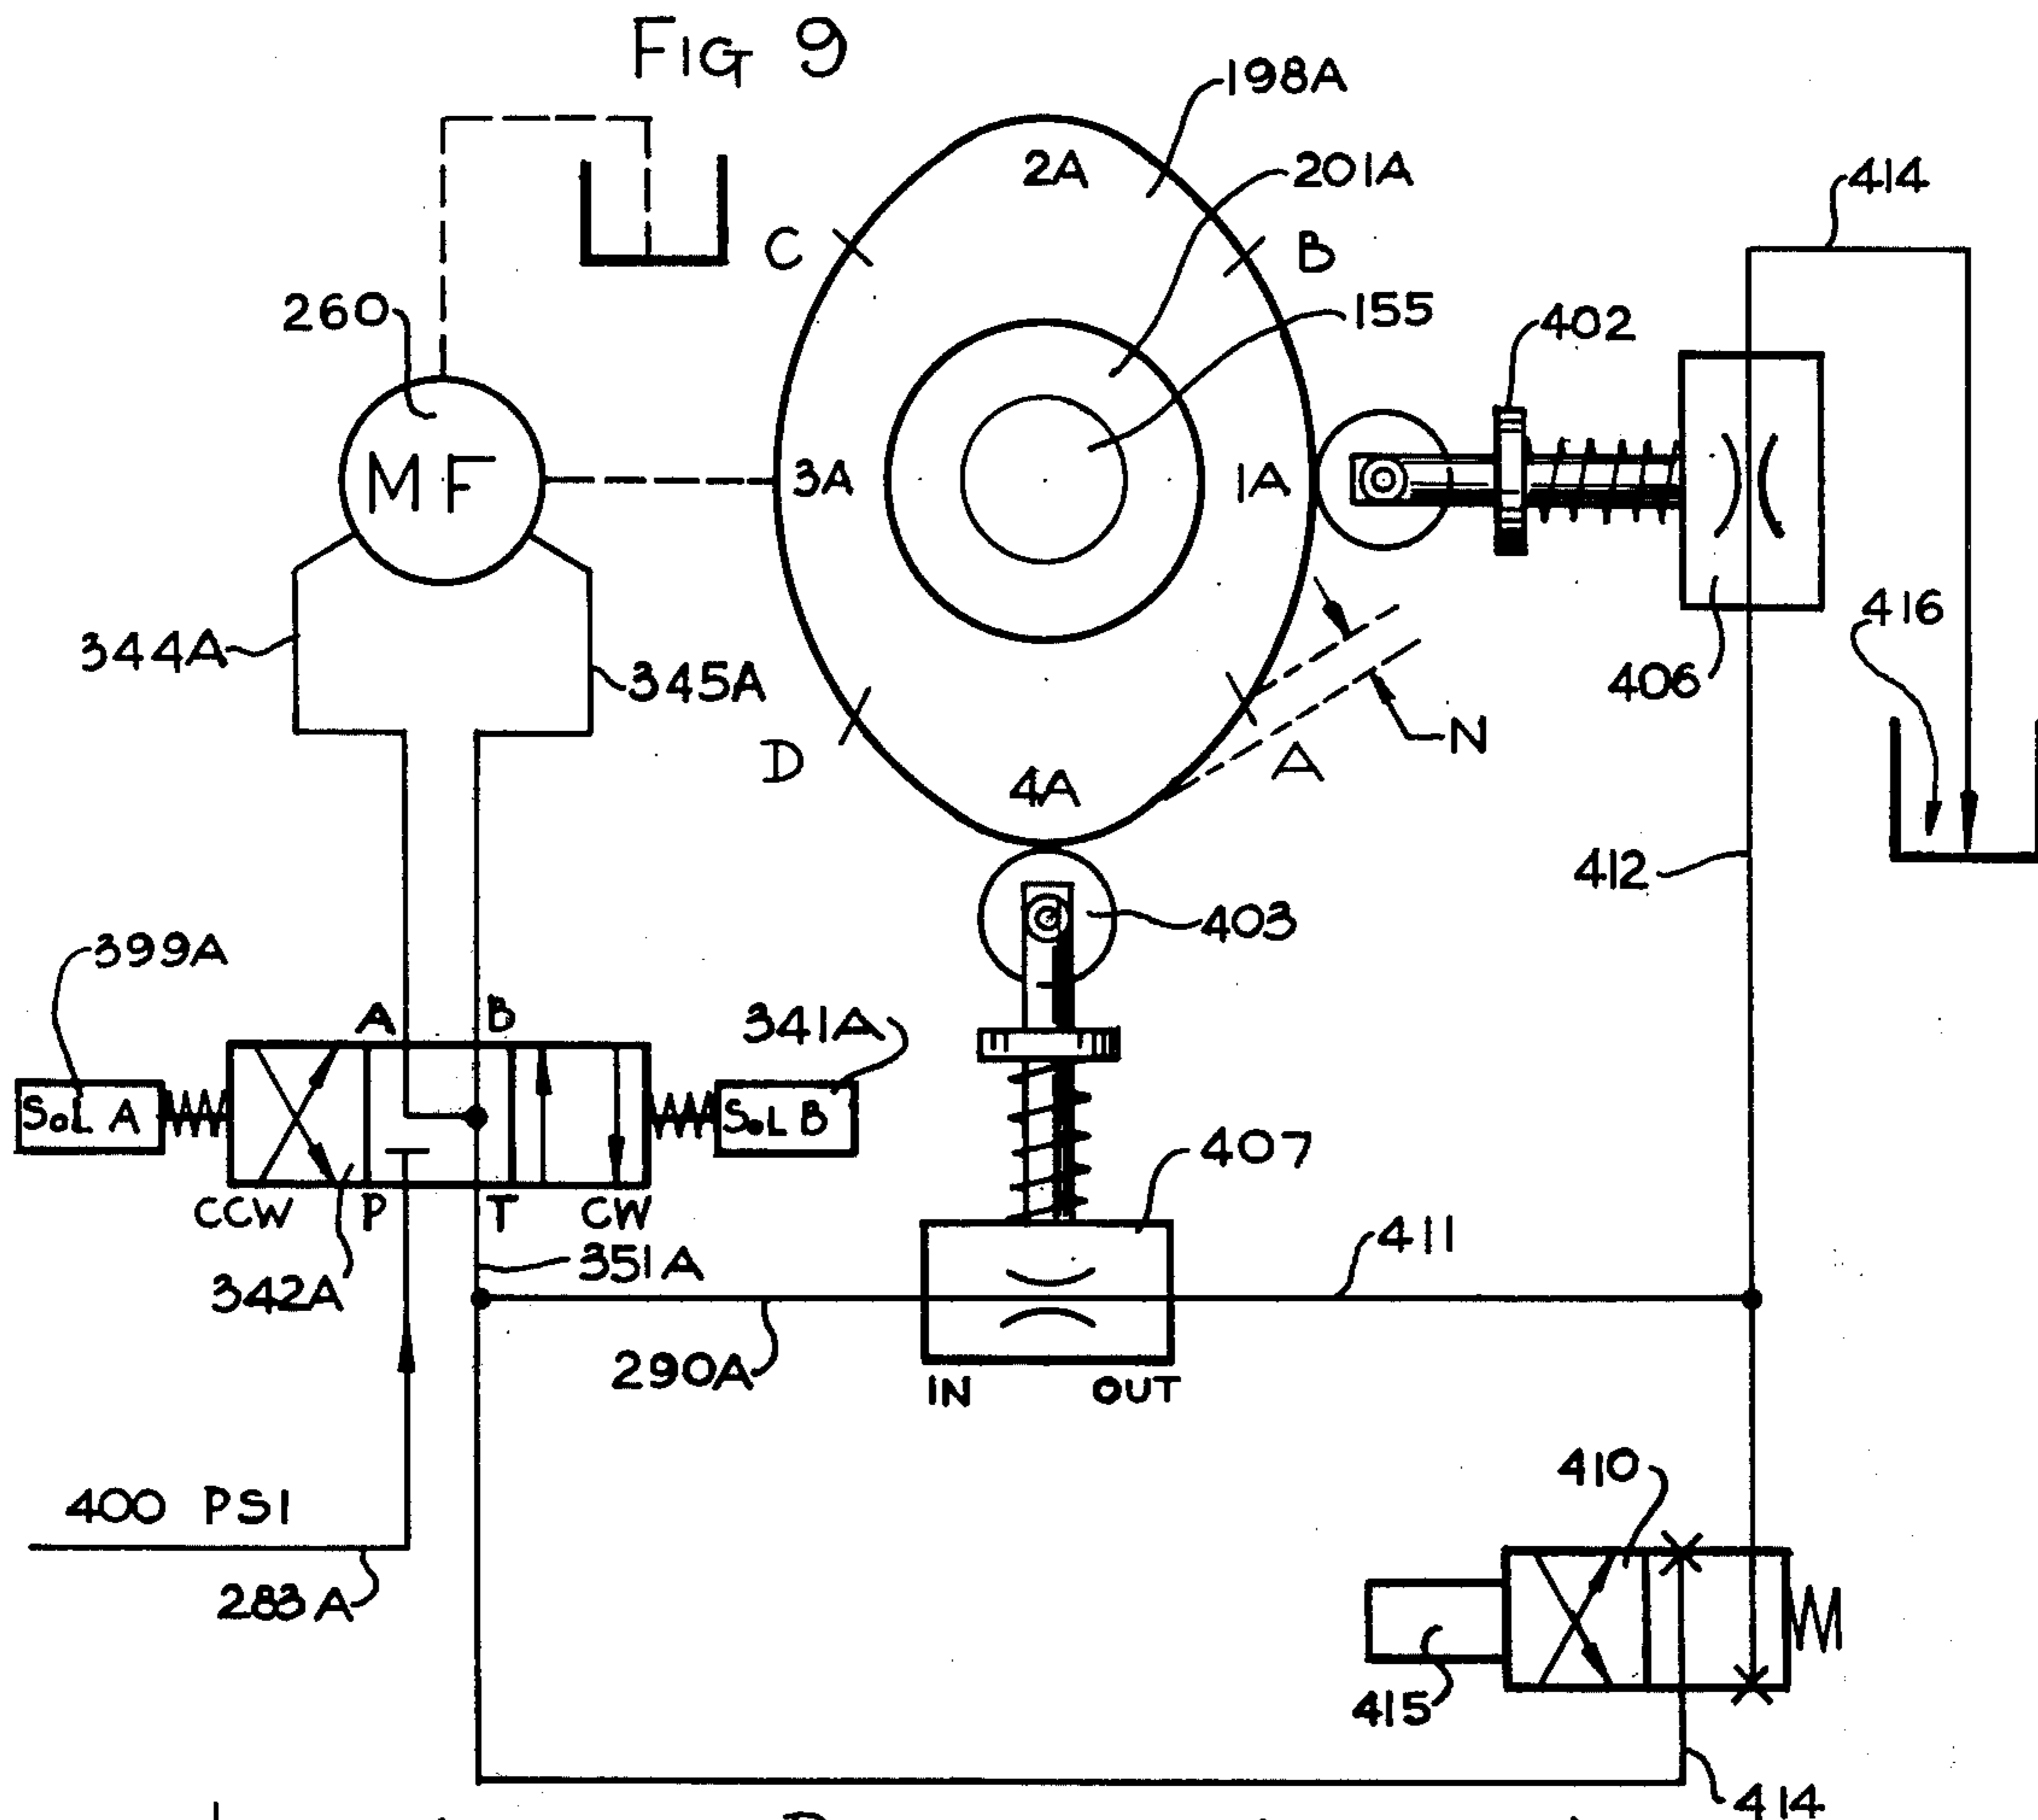 FIG 9
198A
2A
201A
414
C
B
260
155
402
MF
3A
1A
416
344A
345A
406
N
D
4A
A
412
399A
403
A
B
341A
SOL A
SOL B
407
CCW
P
T
CW
411
351A
342A
290A
IN
OUT
410
400 PSI
283A
415
414